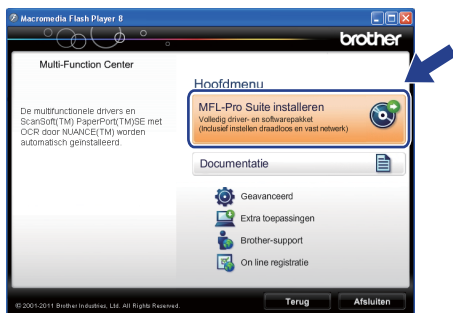 Macromedia Flash Player 8
brother
Multi-Function Center
Hoofdmenu
De multifunctionele drivers en
ScanSoft(TM) PaperPort(TM)SE met
OCR door NUANCE(TM) worden
automatisch geïnstalleerd.
MFL-Pro Suite installeren
Volledig driver- en softwarepakket
(Inclusief instellen draadloos en vast netwerk)
Documentatie
Geavanceerd
Extra toepassingen
Brother-support
On line registratie
© 2001-2011 Brother Industries, Ltd. All Rights Reserved.
Terug
Afsluiten